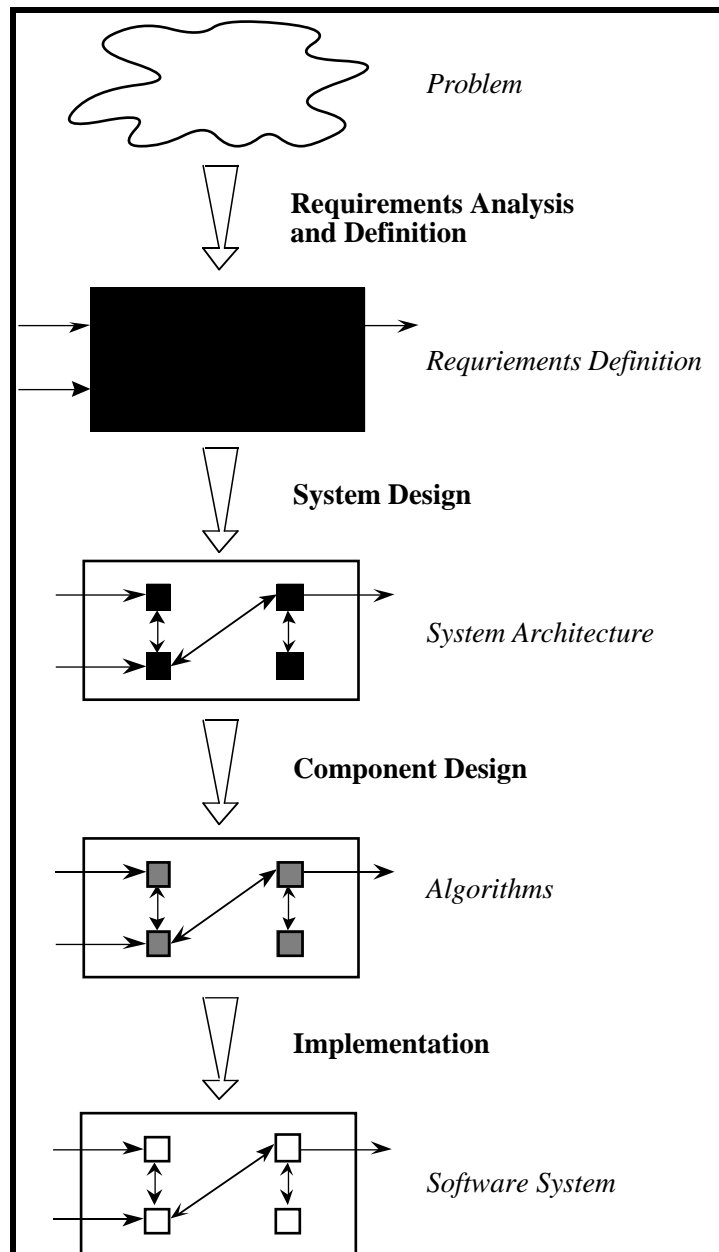 Problem
Requirements Analysis
and Definition
Requriements Definition
System Design
System Architecture
Component Design
Algorithms
Implementation
Software System